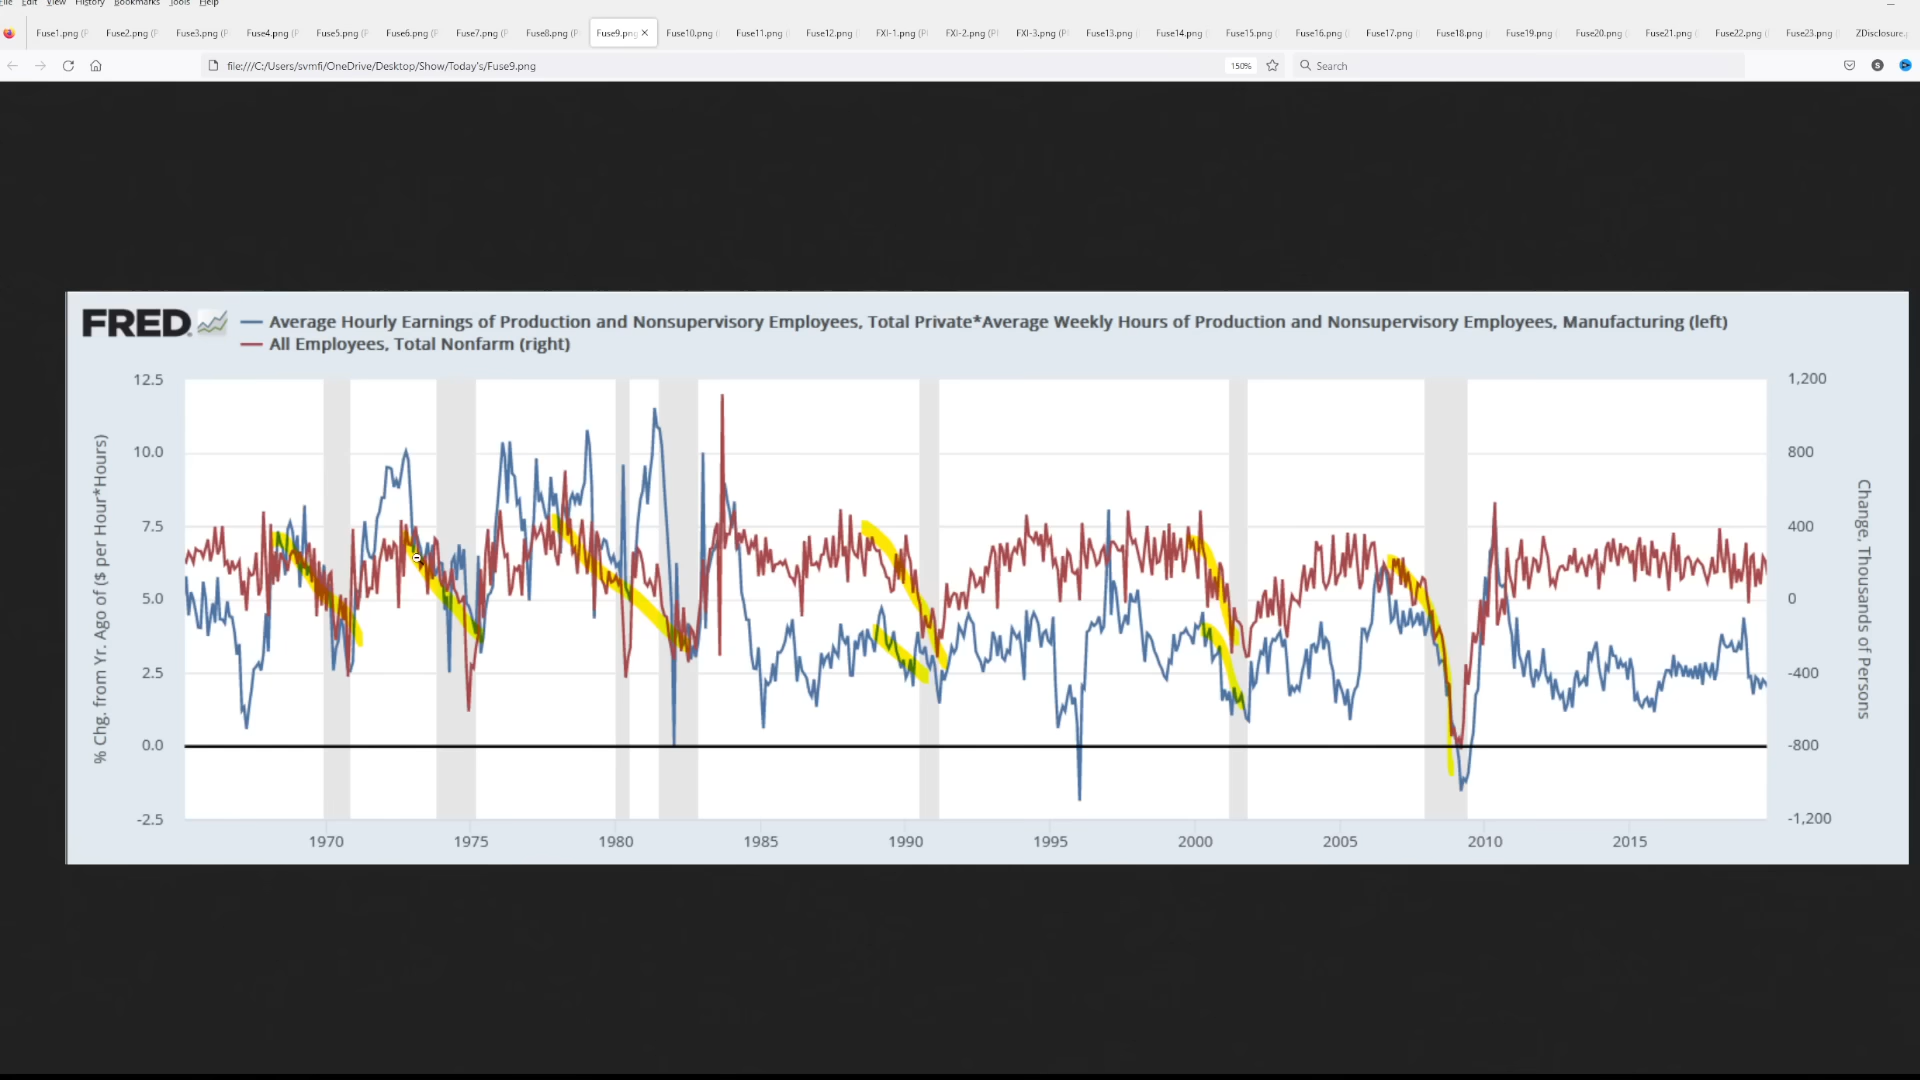 File Edit View History Bookmarks Tools Help
Fuse1.png (P Fuse2.png (P Fuse3.png (P Fuse4.png (P Fuse5.png (P Fuse6.png (P Fuse7.png (P Fuse8.png (P Fuse9.png Fuse10.png ( Fuse11.png ( Fuse12.png FXI-1.png (PI FXI-2.png (PI FXI-3.png (PI Fuse13.png Fuse14.png Fuse15.png Fuse16.png Fuse17.png Fuse18.png Fuse19.png Fuse20.png Fuse21.png Fuse22.png Fuse23.png ZDisclosure.p
file:///C:/Users/svmfi/OneDrive/Desktop/Show/Today's/Fuse9.png 150% Search S
FRED Average Hourly Earnings of Production and Nonsupervisory Employees, Total Private*Average Weekly Hours of Production and Nonsupervisory Employees, Manufacturing (left)
All Employees, Total Nonfarm (right)
12.5 1,200
10.0 800
7.5 400
5.0 0
2.5 -400
0.0 -800
-2.5 -1,200
% Chg. from Yr. Ago of ($ per Hour*Hours)
Change, Thousands of Persons
1970 1975 1980 1985 1990 1995 2000 2005 2010 2015